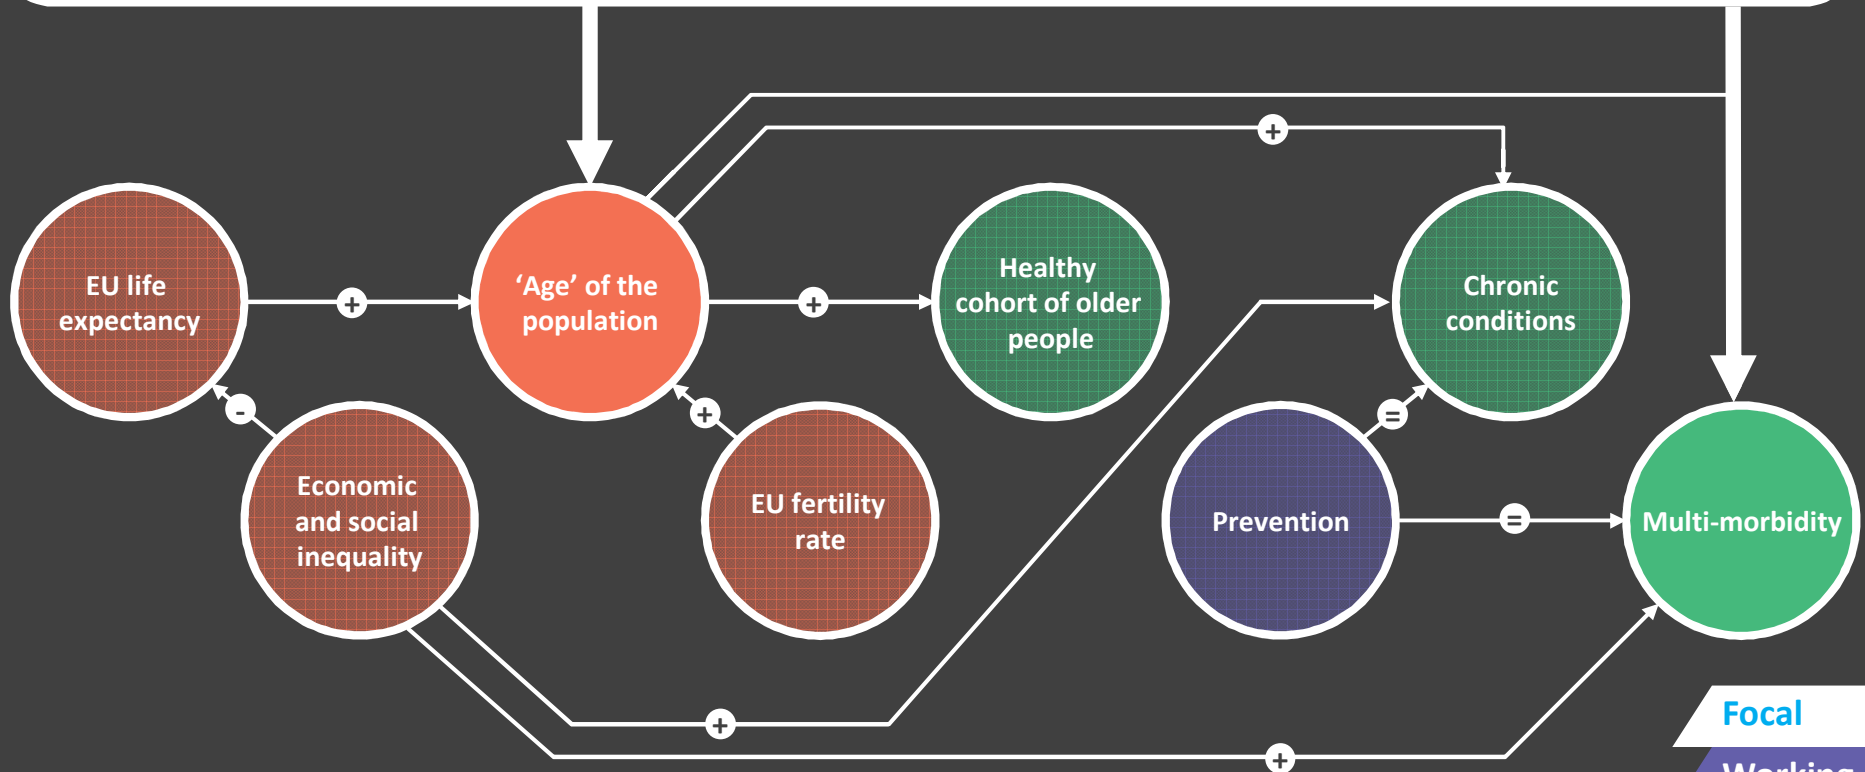 +
EU life
expectancy
+
‘Age’ of the
population
+
Healthy
cohort of older
people
Chronic
conditions
-
+
=
Economic
and social
inequality
EU fertility
rate
Prevention
=
Multi-morbidity
+
+
Focal
Working